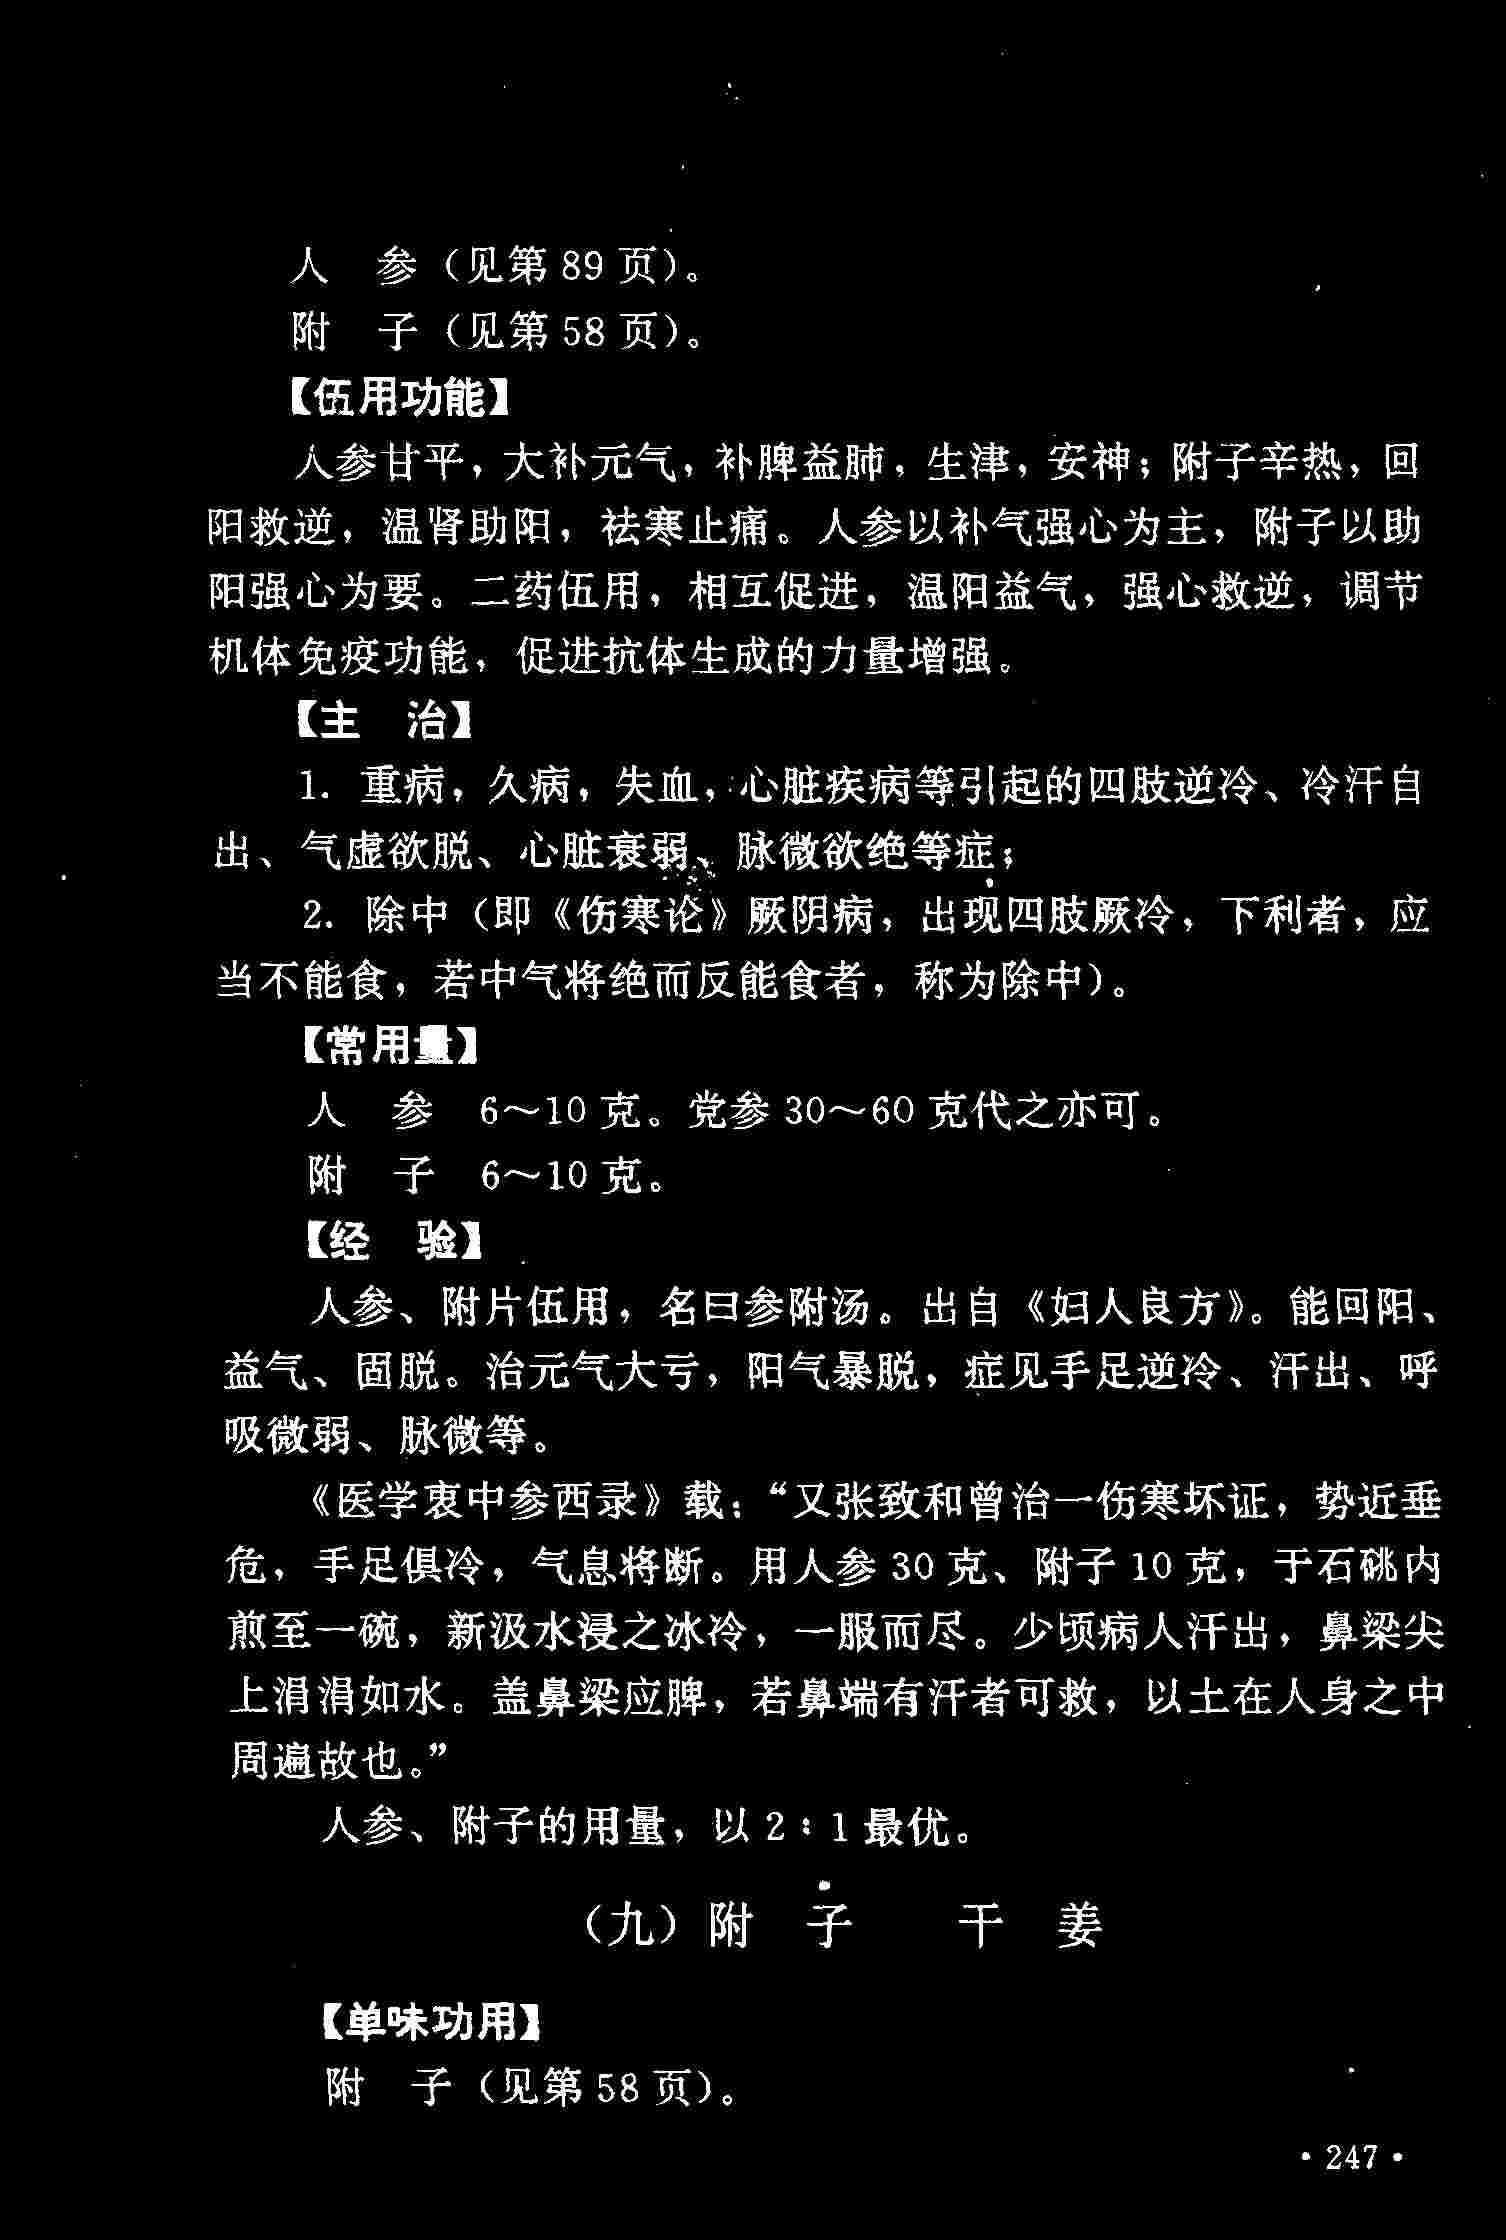 人　参（见第 89 页）。
附　子（见第 58 页）。
【伍用功能】
人参甘平，大补元气，补脾益肺，生津，安神；附子辛热，回
阳救逆，温肾助阳，祛寒止痛。人参以补气强心为主，附子以助
阳强心为要。二药伍用，相互促进，温阳益气，强心救逆，调节
机体免疫功能，促进抗体生成的力量增强。
【主　治】
1. 重病，久病，失血，心脏疾病等引起的四肢逆冷、冷汗自
出、气虚欲脱、心脏衰弱、脉微欲绝等症；
2. 除中（即《伤寒论》厥阴病，出现四肢厥冷，下利者，应
当不能食，若中气将绝而反能食者，称为除中）。
【常用量】
人　参　6～10 克。党参 30～60 克代之亦可。
附　子　6～10 克。
【经　验】
人参、附片伍用，名曰参附汤。出自《妇人良方》。能回阳、
益气、固脱。治元气大亏，阳气暴脱，症见手足逆冷、汗出、呼
吸微弱、脉微等。
《医学衷中参西录》载：“又张致和曾治一伤寒坏证，势近垂
危，手足俱冷，气息将断。用人参 30 克、附子 10 克，于石硗内
煎至一碗，新汲水浸之冰冷，一服而尽。少顷病人汗出，鼻梁尖
上涓涓如水。盖鼻梁应脾，若鼻端有汗者可救，以土在人身之中
周遍故也。”
人参、附子的用量，以 2：1 最优。
（九）附　子　　干　姜
【单味功用】
附　子（见第 58 页）。
· 247 ·